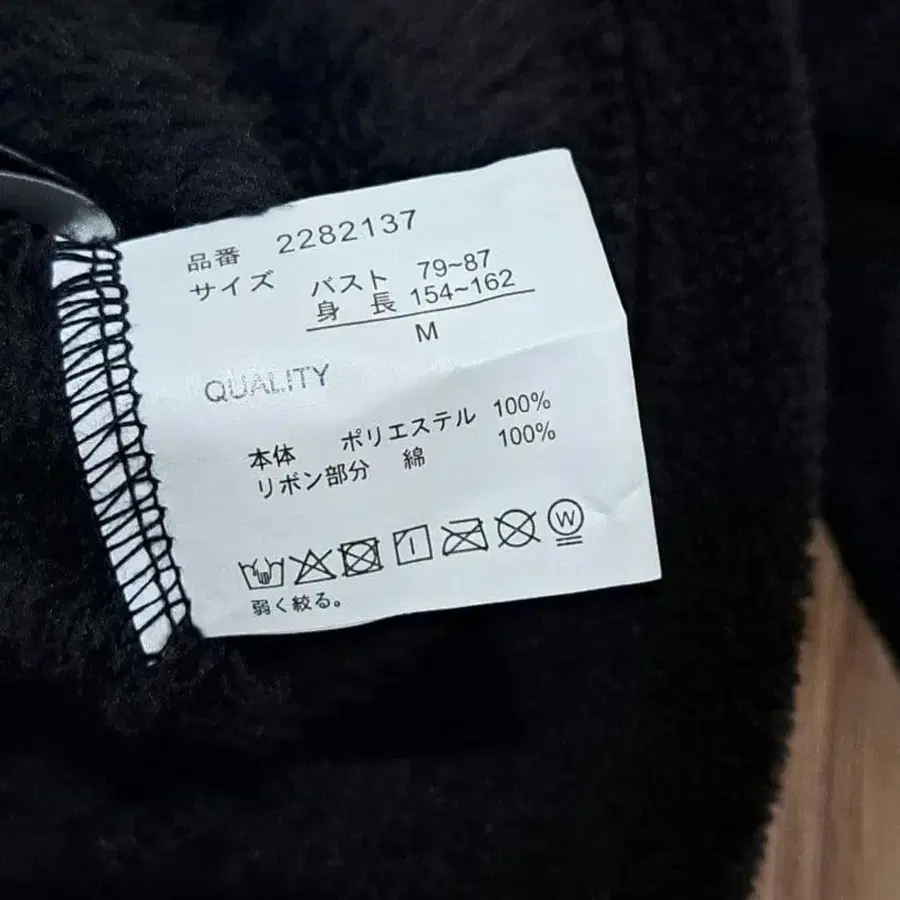 品番 2282137
サイズ バスト 79~87
身 長 154~162
M
QUALITY
本体 ポリエステル 100%
リボン部分 綿 100%
W
弱く絞る。